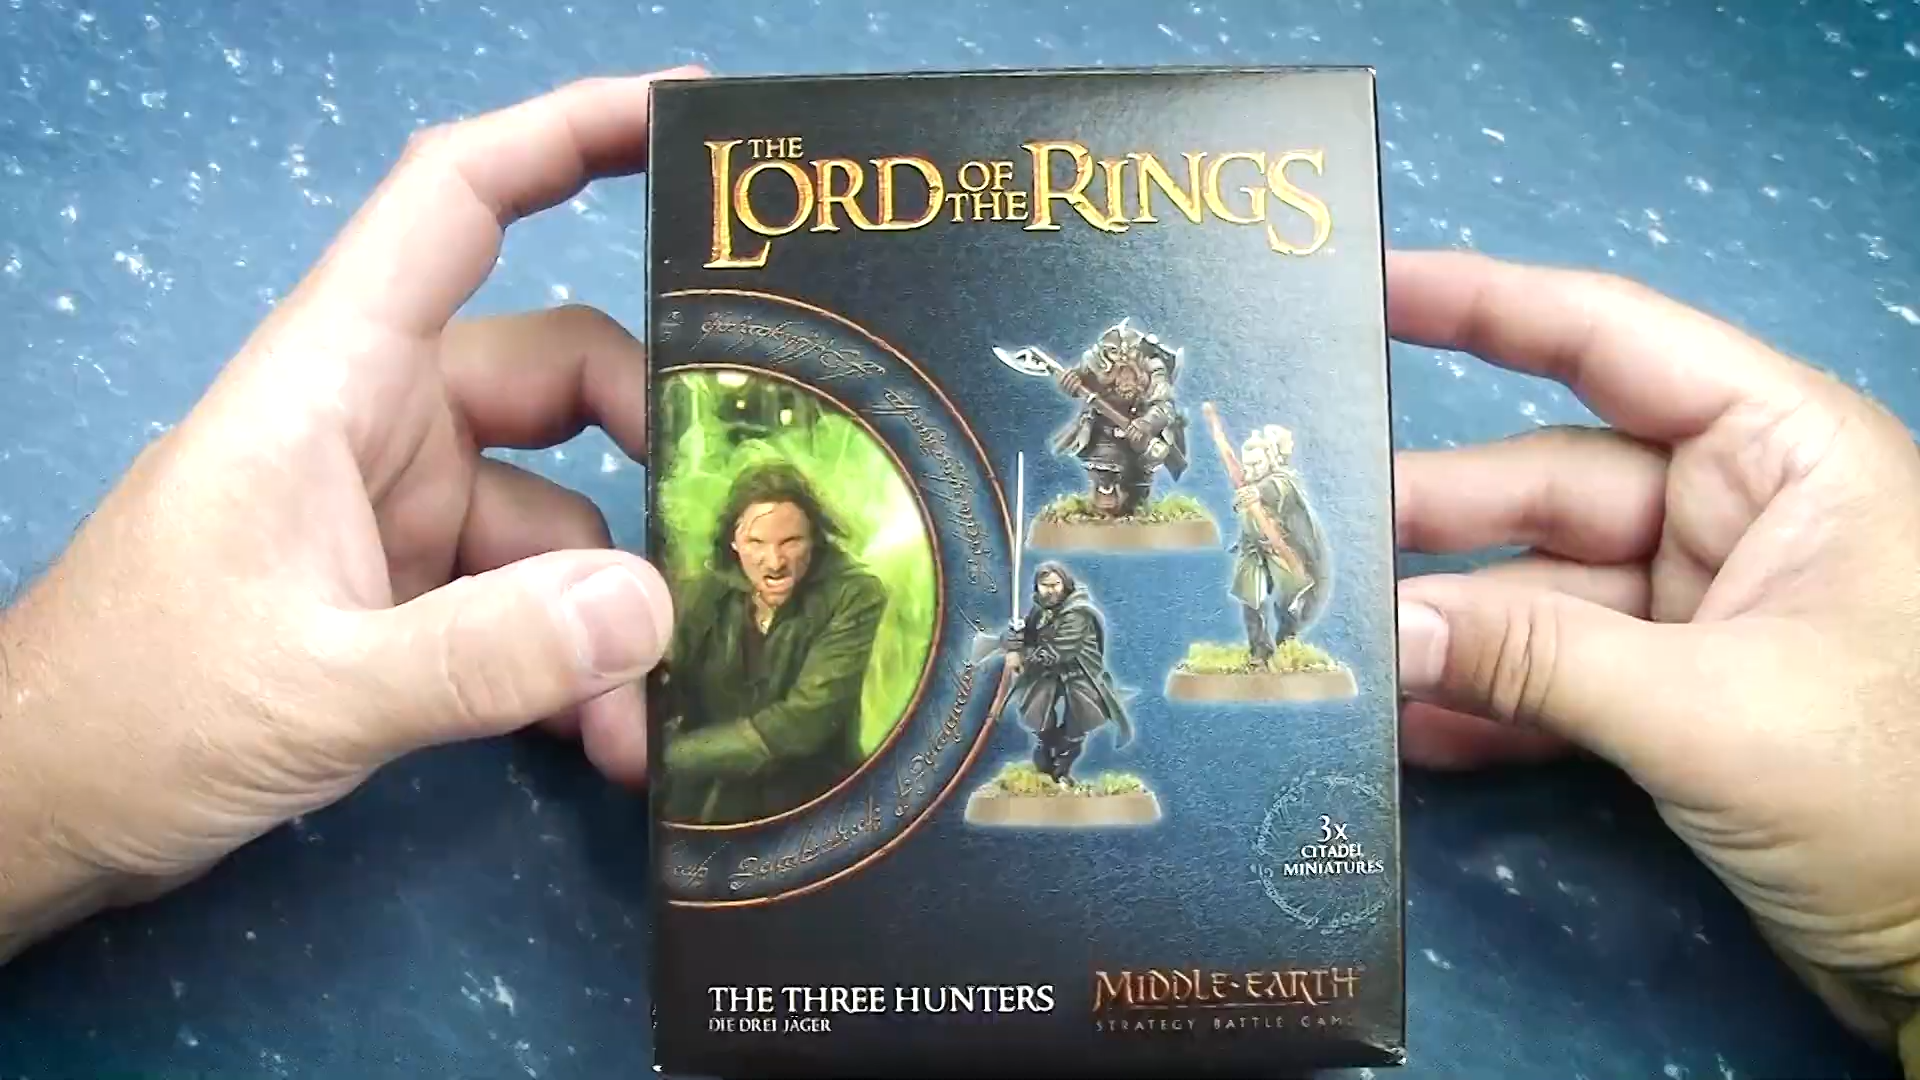 THE LORD OF THE RINGS
3x
CITADEL
MINIATURES
THE THREE HUNTERS
DIE DREI JÄGER
MIDDLE-EARTH
STRATEGY BATTLE GAME